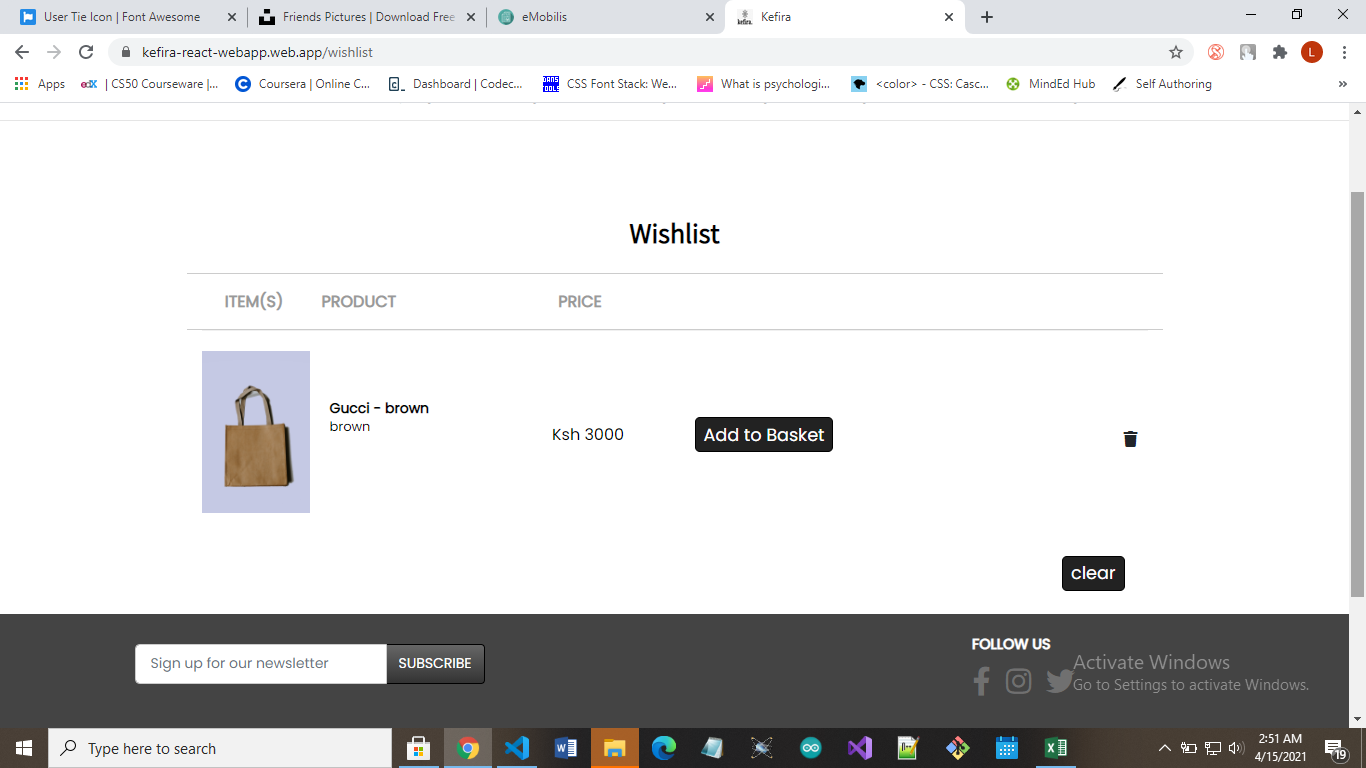 User Tie Icon | Font Awesome
Friends Pictures | Download Free
eMobilis
Kefira
kefira-react-webapp.web.app/wishlist
L
Apps
edX | CS50 Courseware |...
Coursera | Online C...
Dashboard | Codec...
CSS Font Stack: We...
What is psychologi...
<color> - CSS: Casc...
MindEd Hub
Self Authoring
»
Wishlist
ITEM(S) PRODUCT PRICE
Gucci - brown
brown
Ksh 3000
Add to Basket
clear
Sign up for our newsletter
SUBSCRIBE
FOLLOW US
Activate Windows
Go to Settings to activate Windows.
Type here to search
2:51 AM
4/15/2021
19